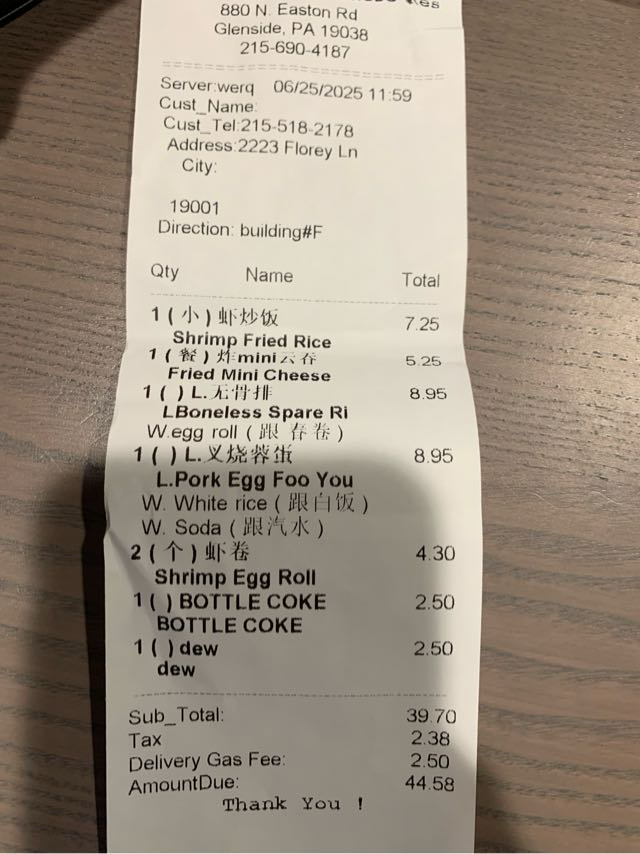 880 N. Easton Rd
Glenside, PA 19038
215-690-4187
Server:werq 06/25/2025 11:59
Cust_Name:
Cust_Tel:215-518-2178
Address:2223 Florey Ln
City:
19001
Direction: building#F
Qty Name Total
1 ( 小 ) 虾炒饭 7.25
Shrimp Fried Rice
1 ( 餐 ) 炸mini云吞 5.25
Fried Mini Cheese
1 ( ) L.无骨排 8.95
LBoneless Spare Ri
W.egg roll ( 跟 春卷 )
1 ( ) L.叉烧蓉蛋 8.95
L.Pork Egg Foo You
W. White rice ( 跟白饭 )
W. Soda ( 跟汽水 )
2 ( 个 ) 虾卷 4.30
Shrimp Egg Roll
1 ( ) BOTTLE COKE 2.50
BOTTLE COKE
1 ( ) dew 2.50
dew
Sub_Total: 39.70
Tax 2.38
Delivery Gas Fee: 2.50
AmountDue: 44.58
Thank You !